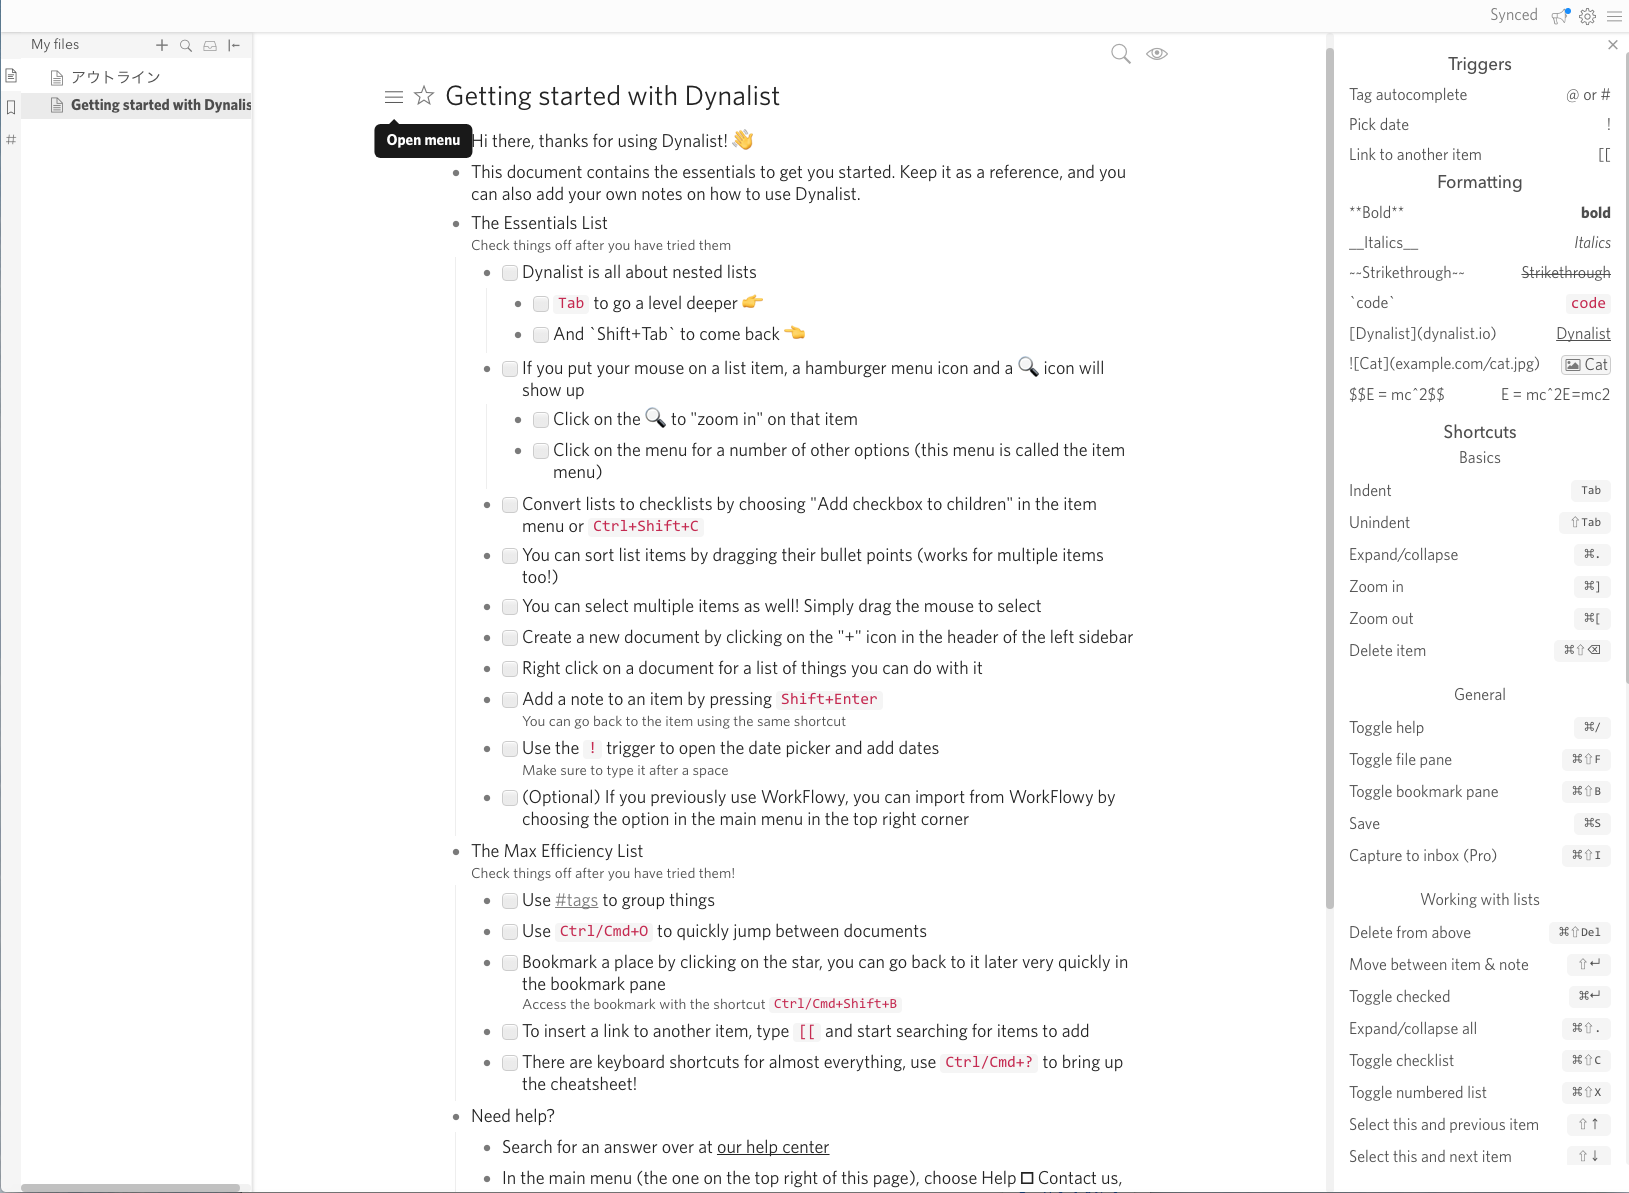 Synced
My files
アウトライン
Getting started with Dynalis
Getting started with Dynalist
Open menu
Hi there, thanks for using Dynalist! 👋
This document contains the essentials to get you started. Keep it as a reference, and you
can also add your own notes on how to use Dynalist.
The Essentials List
Check things off after you have tried them
Dynalist is all about nested lists
Tab to go a level deeper 👉
And `Shift+Tab` to come back 👈
If you put your mouse on a list item, a hamburger menu icon and a 🔍 icon will
show up
Click on the 🔍 to "zoom in" on that item
Click on the menu for a number of other options (this menu is called the item
menu)
Convert lists to checklists by choosing "Add checkbox to children" in the item
menu or Ctrl+Shift+C
You can sort list items by dragging their bullet points (works for multiple items
too!)
You can select multiple items as well! Simply drag the mouse to select
Create a new document by clicking on the "+" icon in the header of the left sidebar
Right click on a document for a list of things you can do with it
Add a note to an item by pressing Shift+Enter
You can go back to the item using the same shortcut
Use the ! trigger to open the date picker and add dates
Make sure to type it after a space
(Optional) If you previously use WorkFlowy, you can import from WorkFlowy by
choosing the option in the main menu in the top right corner
The Max Efficiency List
Check things off after you have tried them!
Use #tags to group things
Use Ctrl/Cmd+O to quickly jump between documents
Bookmark a place by clicking on the star, you can go back to it later very quickly in
the bookmark pane
Access the bookmark with the shortcut Ctrl/Cmd+Shift+B
To insert a link to another item, type [[ and start searching for items to add
There are keyboard shortcuts for almost everything, use Ctrl/Cmd+? to bring up
the cheatsheet!
Need help?
Search for an answer over at our help center
In the main menu (the one on the top right of this page), choose Help □ Contact us,
Triggers
Tag autocomplete @ or #
Pick date !
Link to another item [[
Formatting
**Bold** bold
__Italics__ Italics
~~Strikethrough~~ Strikethrough
`code` code
[Dynalist](dynalist.io) Dynalist
![Cat](example.com/cat.jpg) Cat
$$E = mc^2$$ E = mc^2E=mc2
Shortcuts
Basics
Indent Tab
Unindent ⇧Tab
Expand/collapse ⌘.
Zoom in ⌘]
Zoom out ⌘[
Delete item ⌘⇧⌫
General
Toggle help ⌘/
Toggle file pane ⌘⇧F
Toggle bookmark pane ⌘⇧B
Save ⌘S
Capture to inbox (Pro) ⌘⇧I
Working with lists
Delete from above ⌘⇧Del
Move between item & note ⇧↵
Toggle checked ⌘↵
Expand/collapse all ⌘⇧.
Toggle checklist ⌘⇧C
Toggle numbered list ⌘⇧X
Select this and previous item ⇧↑
Select this and next item ⇧↓